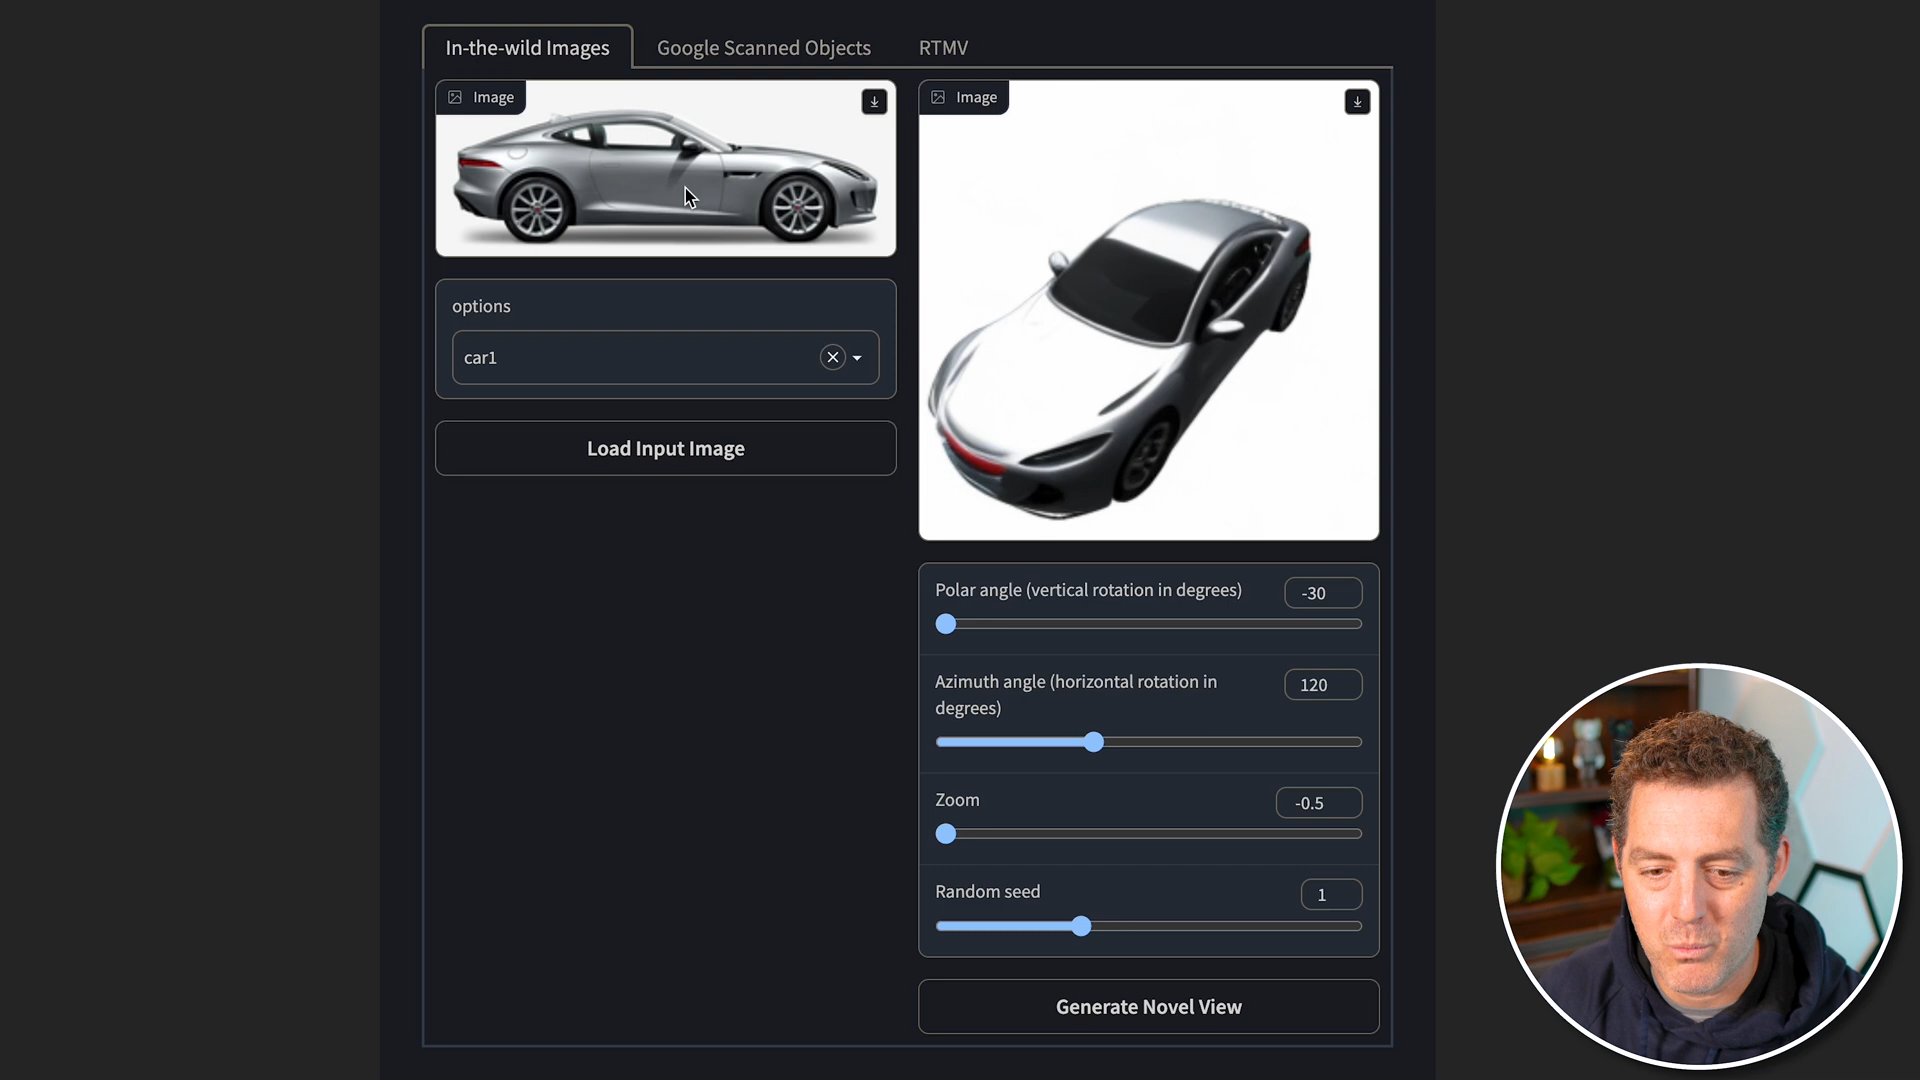 In-the-wild Images
Google Scanned Objects
RTMV
Image
Image
options
car1
Load Input Image
Polar angle (vertical rotation in degrees)
-30
Azimuth angle (horizontal rotation in
degrees)
120
Zoom
-0.5
Random seed
1
Generate Novel View